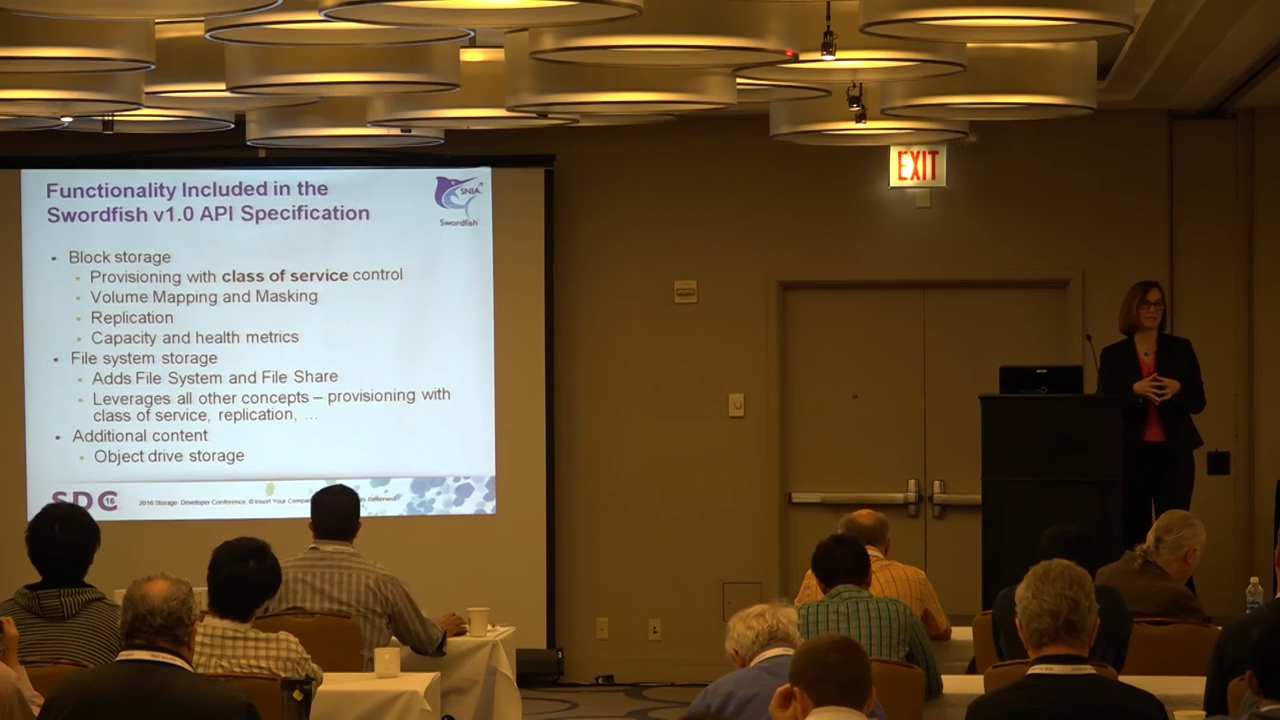 Functionality Included in the
Swordfish v1.0 API Specification
SNIA
Swordfish
• Block storage
• Provisioning with class of service control
• Volume Mapping and Masking
• Replication
• Capacity and health metrics
• File system storage
• Adds File System and File Share
• Leverages all other concepts – provisioning with
class of service, replication, …
• Additional content
• Object drive storage
SDC 16
2016 Storage Developer Conference. © Insert Your
EXIT